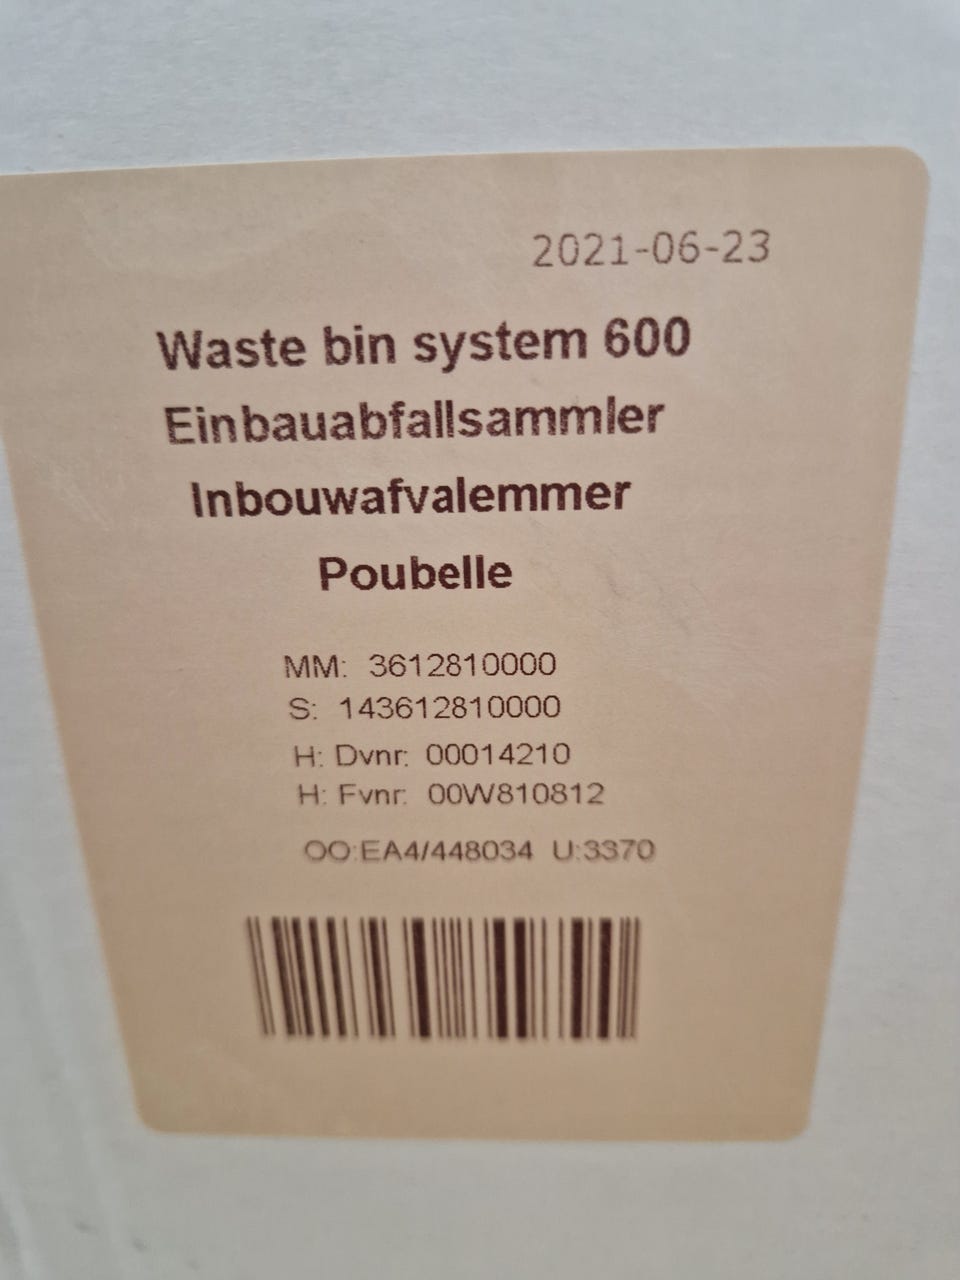 2021-06-23
Waste bin system 600
Einbauabfallsammler
Inbouwafvalemmer
Poubelle
MM: 3612810000
S: 143612810000
H: Dvnr: 00014210
H: Fvnr: 00W810812
OO:EA4/448034 U:3370